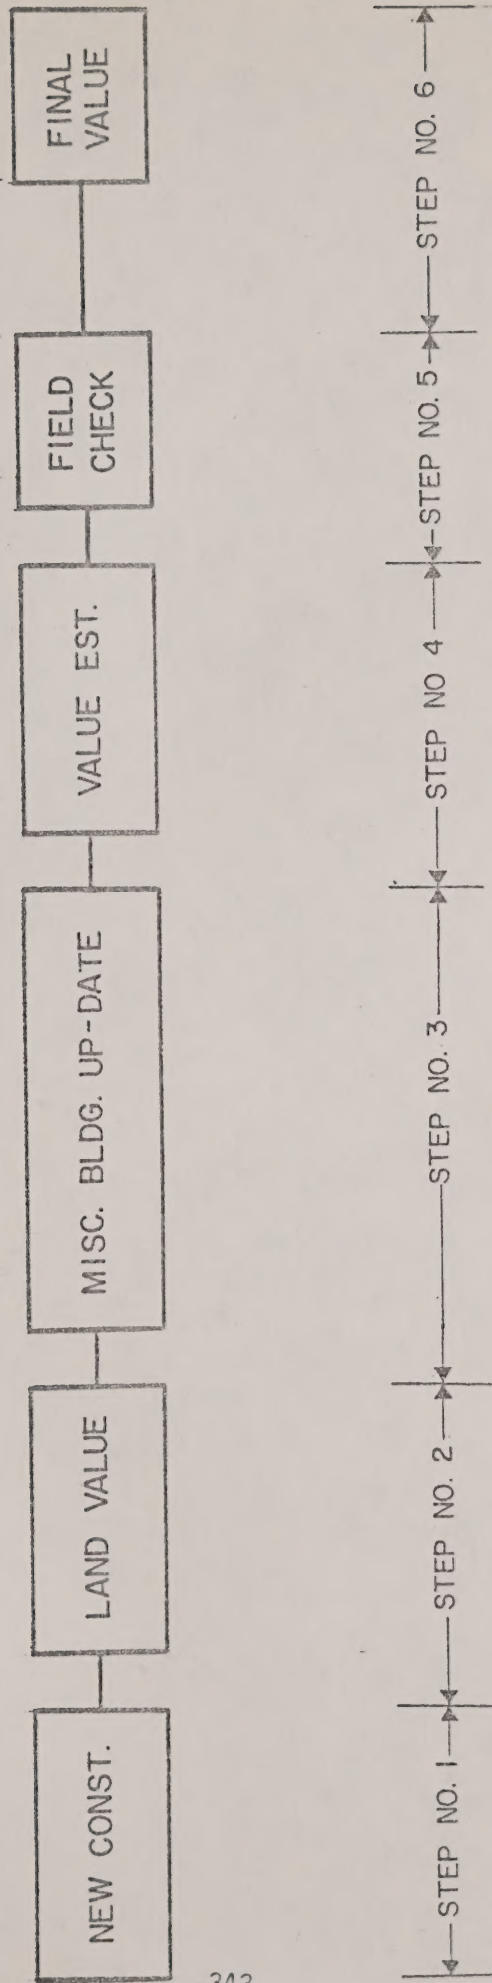 NEW CONST.
LAND VALUE
MISC. BLDG. UP-DATE
VALUE EST.
FIELD
CHECK
FINAL
VALUE
STEP NO. 1
STEP NO. 2
STEP NO. 3
STEP NO 4
STEP NO. 5
STEP NO. 6